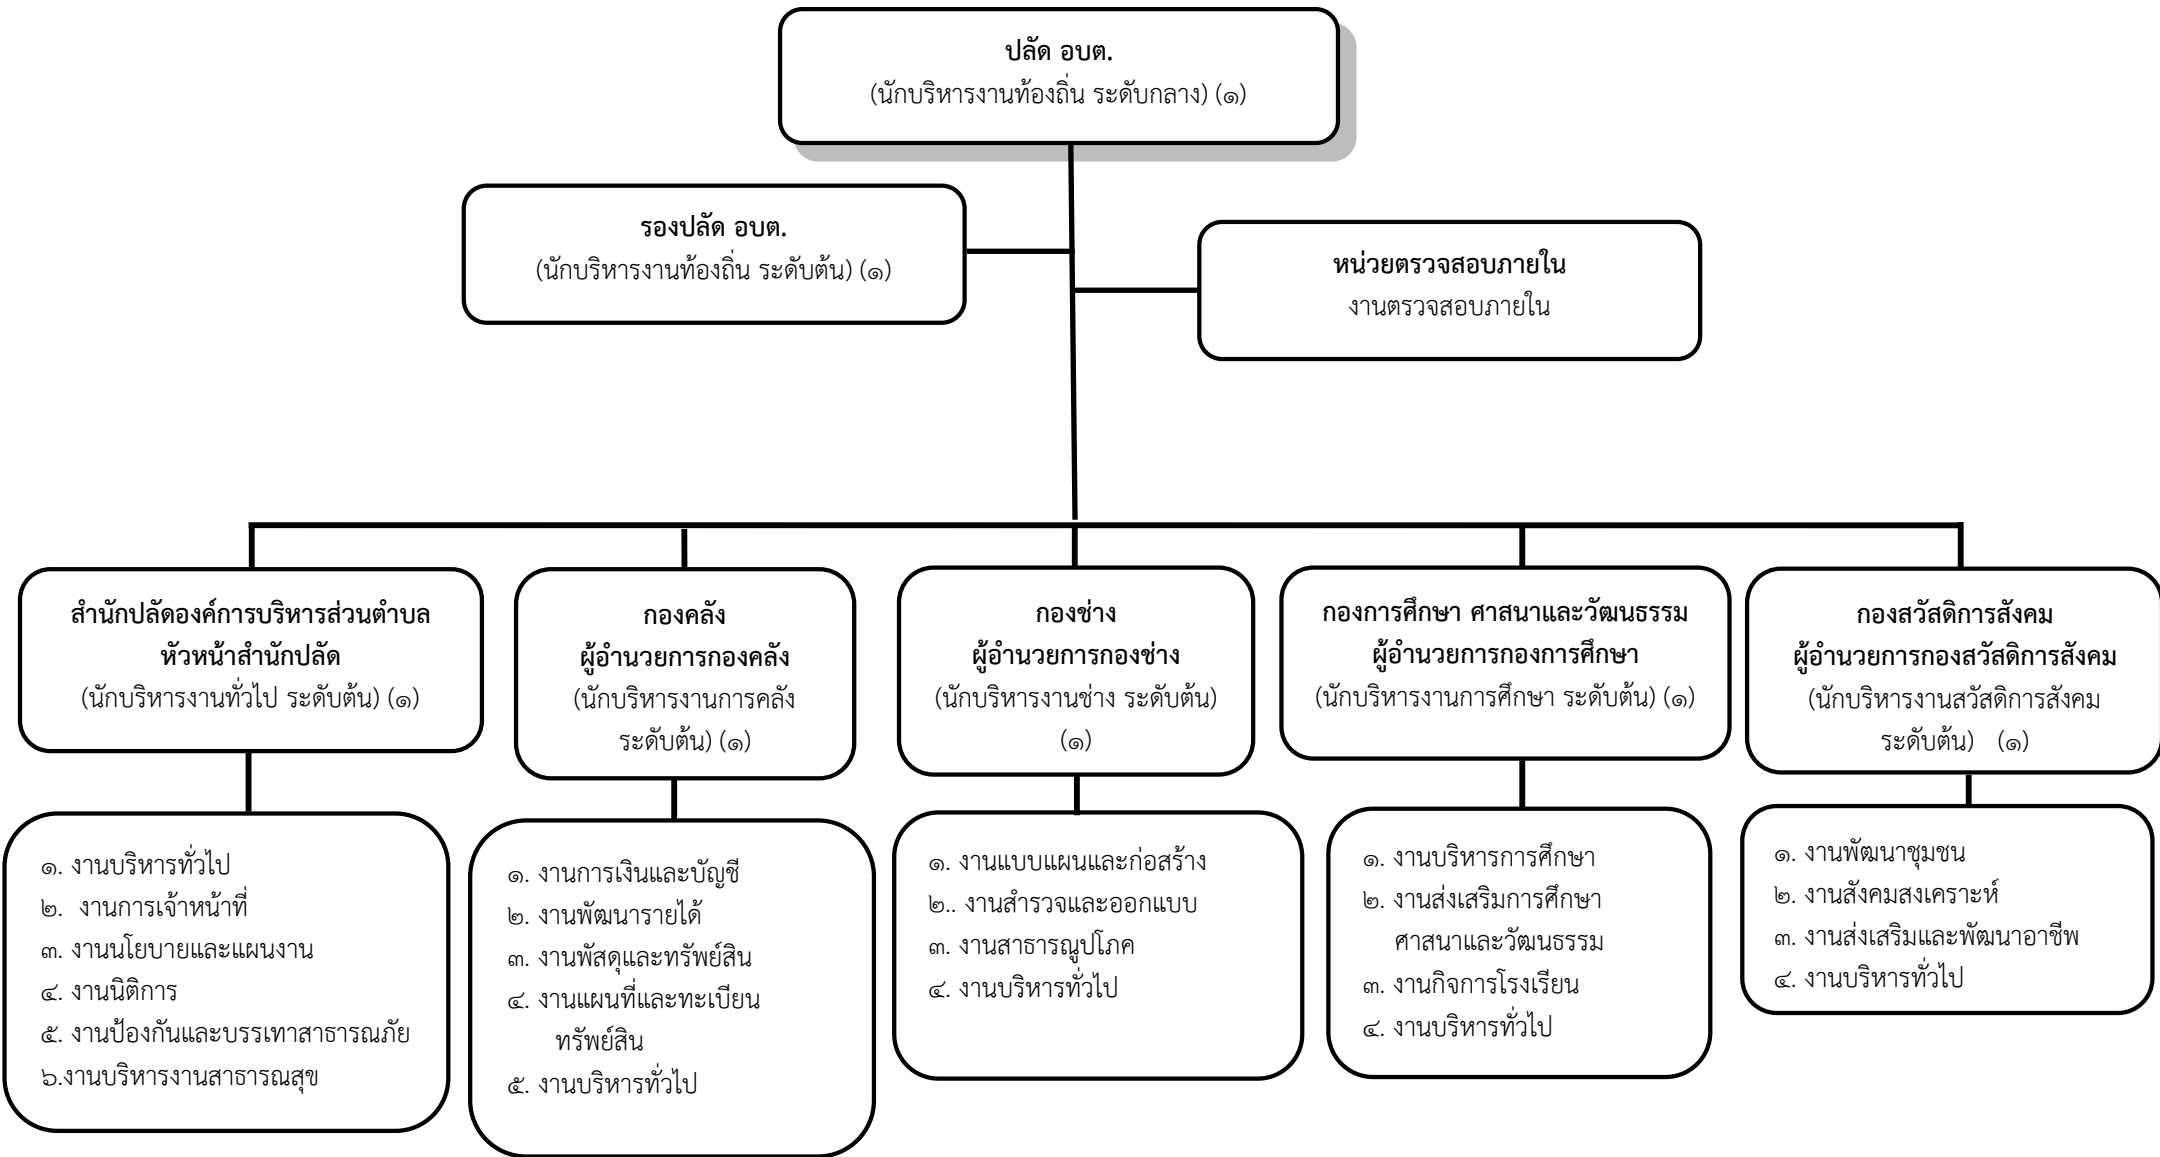 ปลัด อบต.
(นักบริหารงานท้องถิ่น ระดับกลาง) (๑)
รองปลัด อบต.
(นักบริหารงานท้องถิ่น ระดับต้น) (๑)
หน่วยตรวจสอบภายใน
งานตรวจสอบภายใน
สำนักปลัดองค์การบริหารส่วนตำบล
หัวหน้าสำนักปลัด
(นักบริหารงานทั่วไป ระดับต้น) (๑)
กองคลัง
ผู้อำนวยการกองคลัง
(นักบริหารงานการคลัง
ระดับต้น) (๑)
กองช่าง
ผู้อำนวยการกองช่าง
(นักบริหารงานช่าง ระดับต้น)
(๑)
กองการศึกษา ศาสนาและวัฒนธรรม
ผู้อำนวยการกองการศึกษา
(นักบริหารงานการศึกษา ระดับต้น) (๑)
กองสวัสดิการสังคม
ผู้อำนวยการกองสวัสดิการสังคม
(นักบริหารงานสวัสดิการสังคม
ระดับต้น) (๑)
๑. งานบริหารทั่วไป
๒. งานการเจ้าหน้าที่
๓. งานนโยบายและแผนงาน
๔. งานนิติการ
๕. งานป้องกันและบรรเทาสาธารณภัย
๖.งานบริหารงานสาธารณสุข
๑. งานการเงินและบัญชี
๒. งานพัฒนารายได้
๓. งานพัสดุและทรัพย์สิน
๔. งานแผนที่และทะเบียน
ทรัพย์สิน
๕. งานบริหารทั่วไป
๑. งานแบบแผนและก่อสร้าง
๒.. งานสำรวจและออกแบบ
๓. งานสาธารณูปโภค
๔. งานบริหารทั่วไป
๑. งานบริหารการศึกษา
๒. งานส่งเสริมการศึกษา
ศาสนาและวัฒนธรรม
๓. งานกิจการโรงเรียน
๔. งานบริหารทั่วไป
๑. งานพัฒนาชุมชน
๒. งานสังคมสงเคราะห์
๓. งานส่งเสริมและพัฒนาอาชีพ
๔. งานบริหารทั่วไป